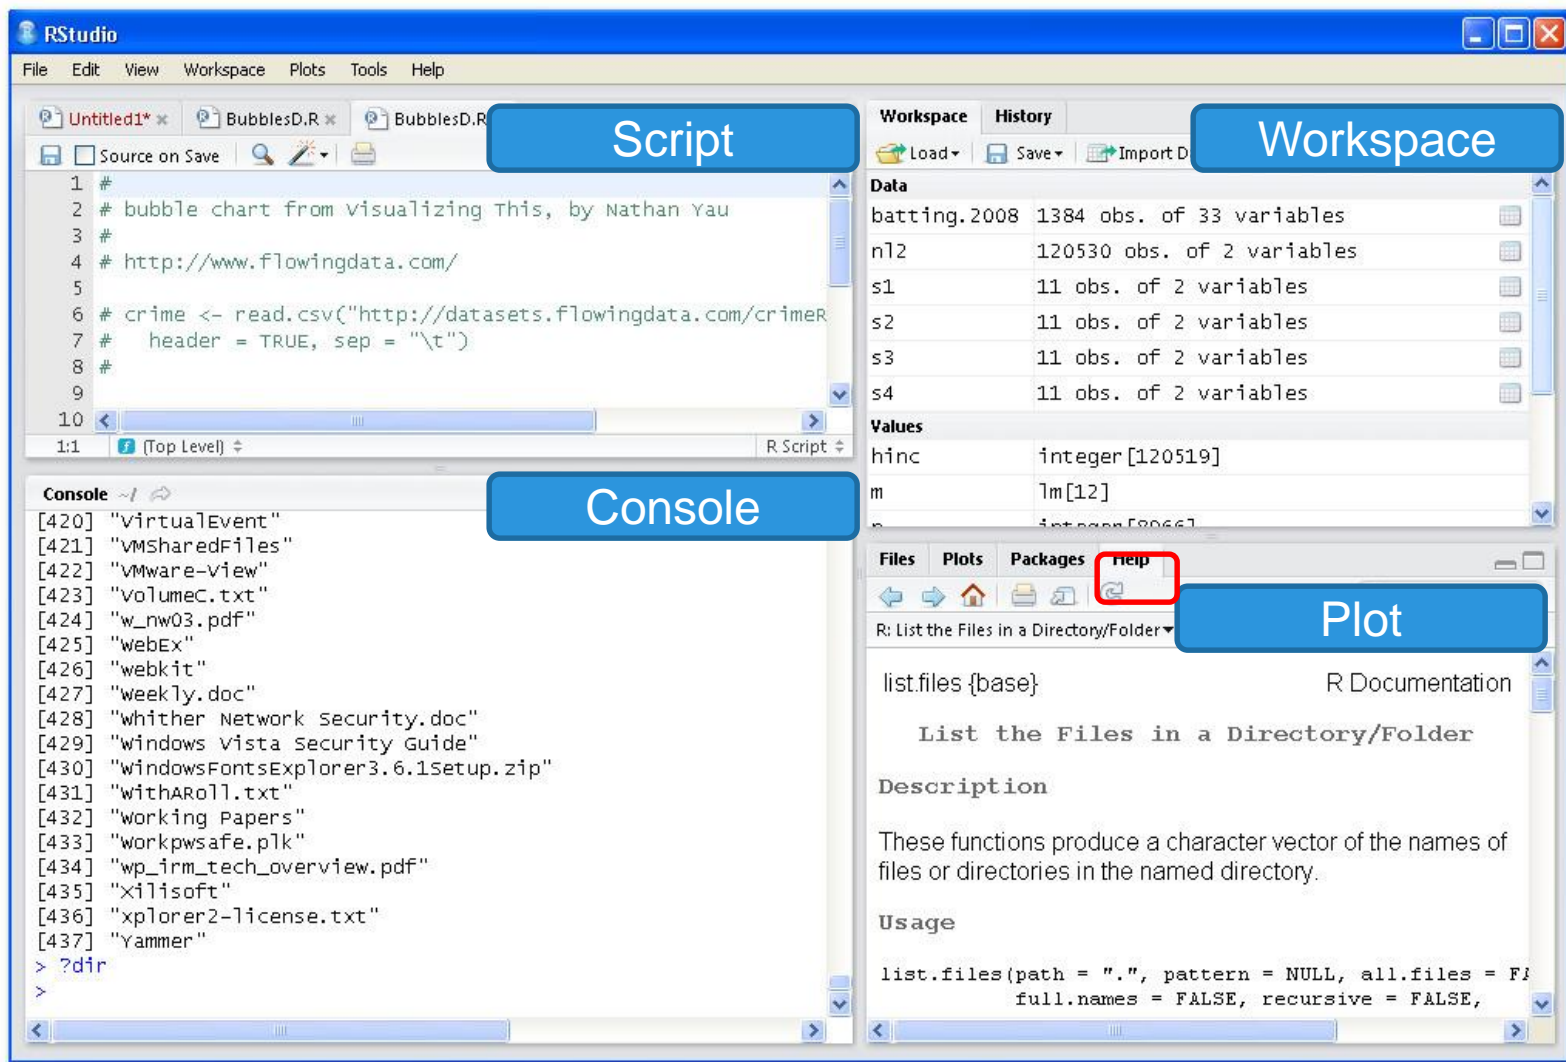 RStudio
File Edit View Workspace Plots Tools Help
Untitled1* BubblesD.R BubblesD.R
Script
Source on Save
1 #
2 # bubble chart from Visualizing This, by Nathan Yau
3 #
4 # http://www.flowingdata.com/
5
6 # crime <- read.csv("http://datasets.flowingdata.com/crimeR
7 #   header = TRUE, sep = "\t")
8 #
9
10
1:1 (Top Level) R Script
Console ~/
Console
[420] "VirtualEvent"
[421] "VMSharedFiles"
[422] "VMware-View"
[423] "VolumeC.txt"
[424] "w_nw03.pdf"
[425] "WebEx"
[426] "webkit"
[427] "Weekly.doc"
[428] "Whither Network Security.doc"
[429] "Windows Vista Security Guide"
[430] "WindowsFontsExplorer3.6.1Setup.zip"
[431] "WithARoll.txt"
[432] "Working Papers"
[433] "workpwsafe.plk"
[434] "wp_irm_tech_overview.pdf"
[435] "Xilisoft"
[436] "xplorer2-license.txt"
[437] "Yammer"
> ?dir
>
Workspace History
Workspace
Load Save Import D
Data
batting.2008 1384 obs. of 33 variables
nl2 120530 obs. of 2 variables
s1 11 obs. of 2 variables
s2 11 obs. of 2 variables
s3 11 obs. of 2 variables
s4 11 obs. of 2 variables
Values
hinc integer[120519]
m lm[12]
integer[8966]
Files Plots Packages Help
Plot
R: List the Files in a Directory/Folder
list.files {base} R Documentation
List the Files in a Directory/Folder
Description
These functions produce a character vector of the names of
files or directories in the named directory.
Usage
list.files(path = ".", pattern = NULL, all.files = FA
full.names = FALSE, recursive = FALSE,